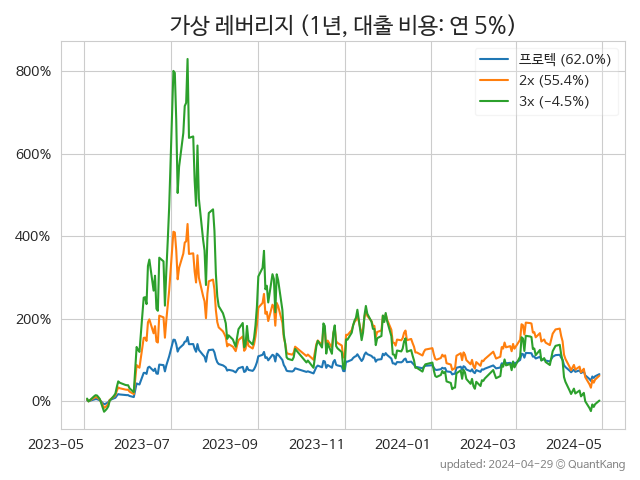 가상 레버리지 (1년, 대출 비용: 연 5%)
프로텍 (62.0%)
2x (55.4%)
3x (-4.5%)
800%
600%
400%
200%
0%
2023-05 2023-07 2023-09 2023-11 2024-01 2024-03 2024-05
updated: 2024-04-29 © QuantKang